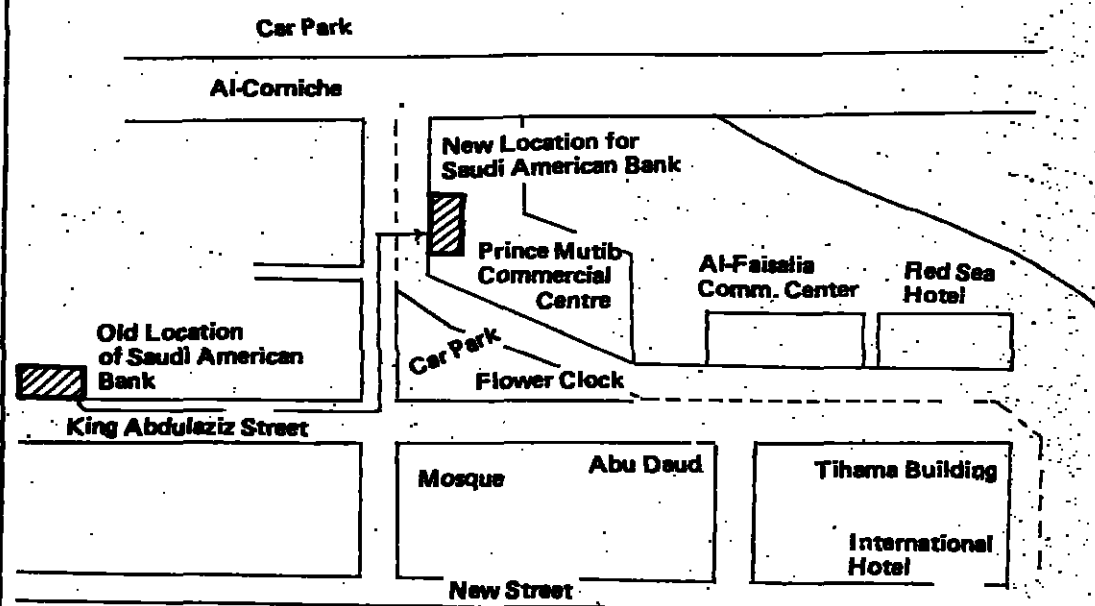 Car Park
Al-Corniche
New Location for
Saudi American Bank
Prince Mutib
Commercial
Centre
Al-Faisalia
Comm. Center
Red Sea
Hotel
Old Location
of Saudi American
Bank
Car Park
Flower Clock
King Abdulaziz Street
Mosque
Abu Daud
Tihama Building
International
Hotel
New Street